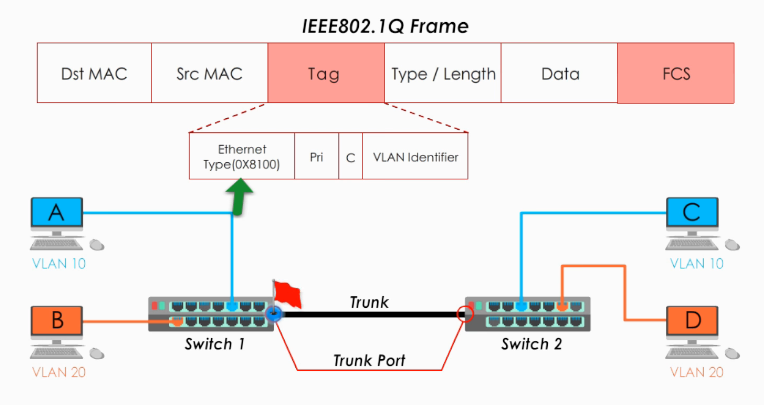 IEEE802.1Q Frame
Dst MAC
Src MAC
Tag
Type / Length
Data
FCS
Ethernet
Type(0X8100)
Pri
C
VLAN Identifier
A
VLAN 10
C
VLAN 10
B
VLAN 20
Switch 1
Trunk
Trunk Port
Switch 2
D
VLAN 20